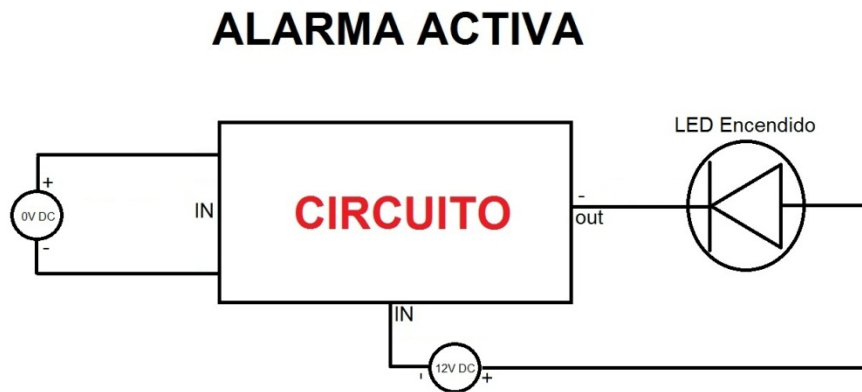 ALARMA ACTIVA
LED Encendido
+
0V DC
-
IN
CIRCUITO
-
out
IN
-
12V DC
+